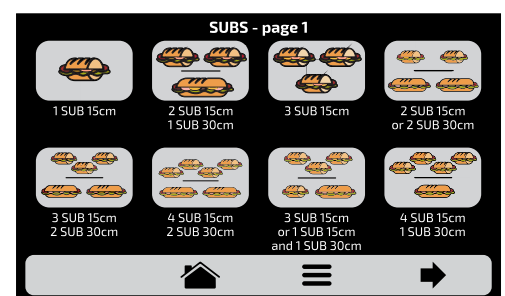 SUBS - page 1
1 SUB 15cm
2 SUB 15cm
1 SUB 30cm
3 SUB 15cm
2 SUB 15cm
or 2 SUB 30cm
3 SUB 15cm
2 SUB 30cm
4 SUB 15cm
2 SUB 30cm
3 SUB 15cm
or 1 SUB 15cm
and 1 SUB 30cm
4 SUB 15cm
1 SUB 30cm